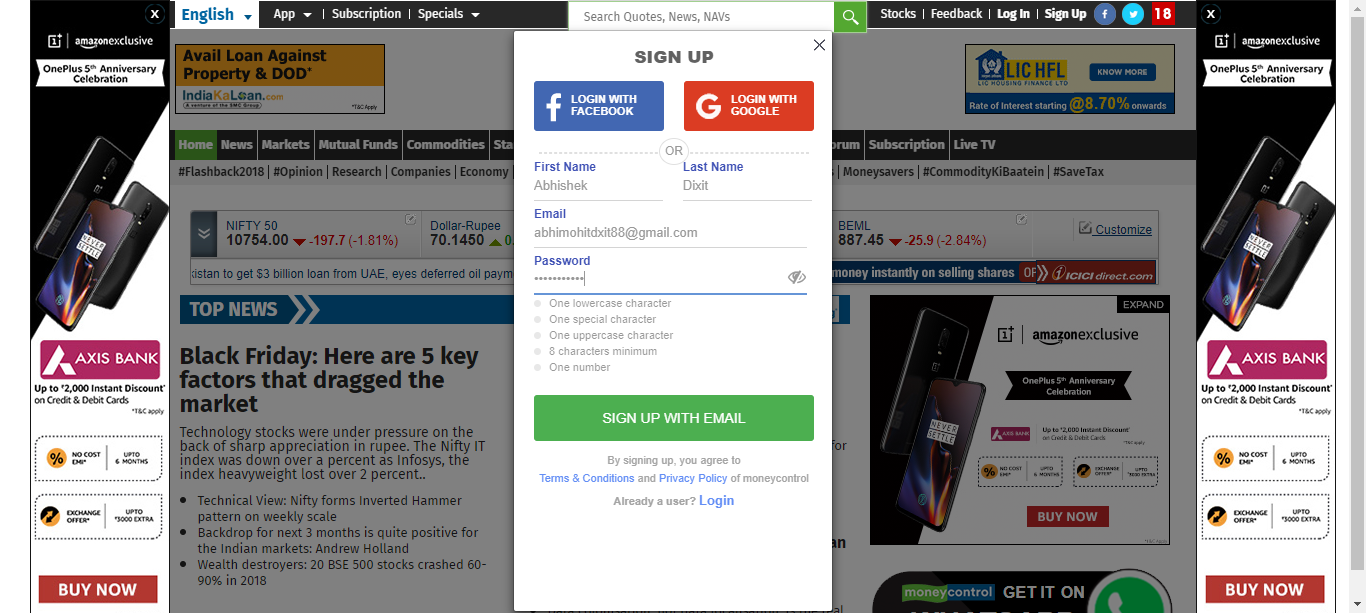 X
English
App | Subscription | Specials
Search Quotes, News, NAVs
Stocks | Feedback | Log In | Sign Up
18
X
amazonexclusive
OnePlus 5th Anniversary
Celebration
NEVER
SETTLE
AXIS BANK
Up to ₹2,000 Instant Discount*
on Credit & Debit Cards
*T&C apply
NO COST
EMI*
UPTO
6 MONTHS
EXCHANGE
OFFER*
UPTO
₹3000 EXTRA
BUY NOW
Avail Loan Against
Property & DOD*
IndiaKaLoan.com
A venture of the SMC Group
*T&C Apply
LIC HFL
LIC HOUSING FINANCE LTD
KNOW MORE
Rate of Interest starting @8.70% onwards
Home
News
Markets
Mutual Funds
Commodities
Sta
orum
Subscription
Live TV
#Flashback2018 | #Opinion | Research | Companies | Economy
Moneysavers | #CommodityKiBaatein | #SaveTax
NIFTY 50
10754.00 -197.7 (-1.81%)
Dollar-Rupee
70.1450 0.
BEML
887.45 -25.9 (-2.84%)
Customize
kistan to get $3 billion loan from UAE, eyes deferred oil paym
money instantly on selling shares
ICICI direct.com
TOP NEWS
Black Friday: Here are 5 key
factors that dragged the
market
Technology stocks were under pressure on the
back of sharp appreciation in rupee. The Nifty IT
index was down over a percent as Infosys, the
index heavyweight lost over 2 percent..
Technical View: Nifty forms Inverted Hammer
pattern on weekly scale
Backdrop for next 3 months is quite positive for
the Indian markets: Andrew Holland
Wealth destroyers: 20 BSE 500 stocks crashed 60-
90% in 2018
SIGN UP
LOGIN WITH
FACEBOOK
LOGIN WITH
GOOGLE
OR
First Name
Last Name
Abhishek
Dixit
Email
abhimohitdxit88@gmail.com
Password
•••••••••••
One lowercase character
One special character
One uppercase character
8 characters minimum
One number
SIGN UP WITH EMAIL
By signing up, you agree to
Terms & Conditions and Privacy Policy of moneycontrol
Already a user? Login
for
an
EXPAND
amazonexclusive
OnePlus 5th Anniversary
Celebration
NEVER
SETTLE
AXIS BANK
Up to ₹2,000 Instant Discount*
on Credit & Debit Cards
*T&C apply
NO COST
EMI*
UPTO
6 MONTHS
EXCHANGE
OFFER*
UPTO
₹3000 EXTRA
BUY NOW
*T&C apply
moneycontrol GET IT ON
amazonexclusive
OnePlus 5th Anniversary
Celebration
NEVER
SETTLE
AXIS BANK
Up to ₹2,000 Instant Discount*
on Credit & Debit Cards
*T&C apply
NO COST
EMI*
UPTO
6 MONTHS
EXCHANGE
OFFER*
UPTO
₹3000 EXTRA
BUY NOW